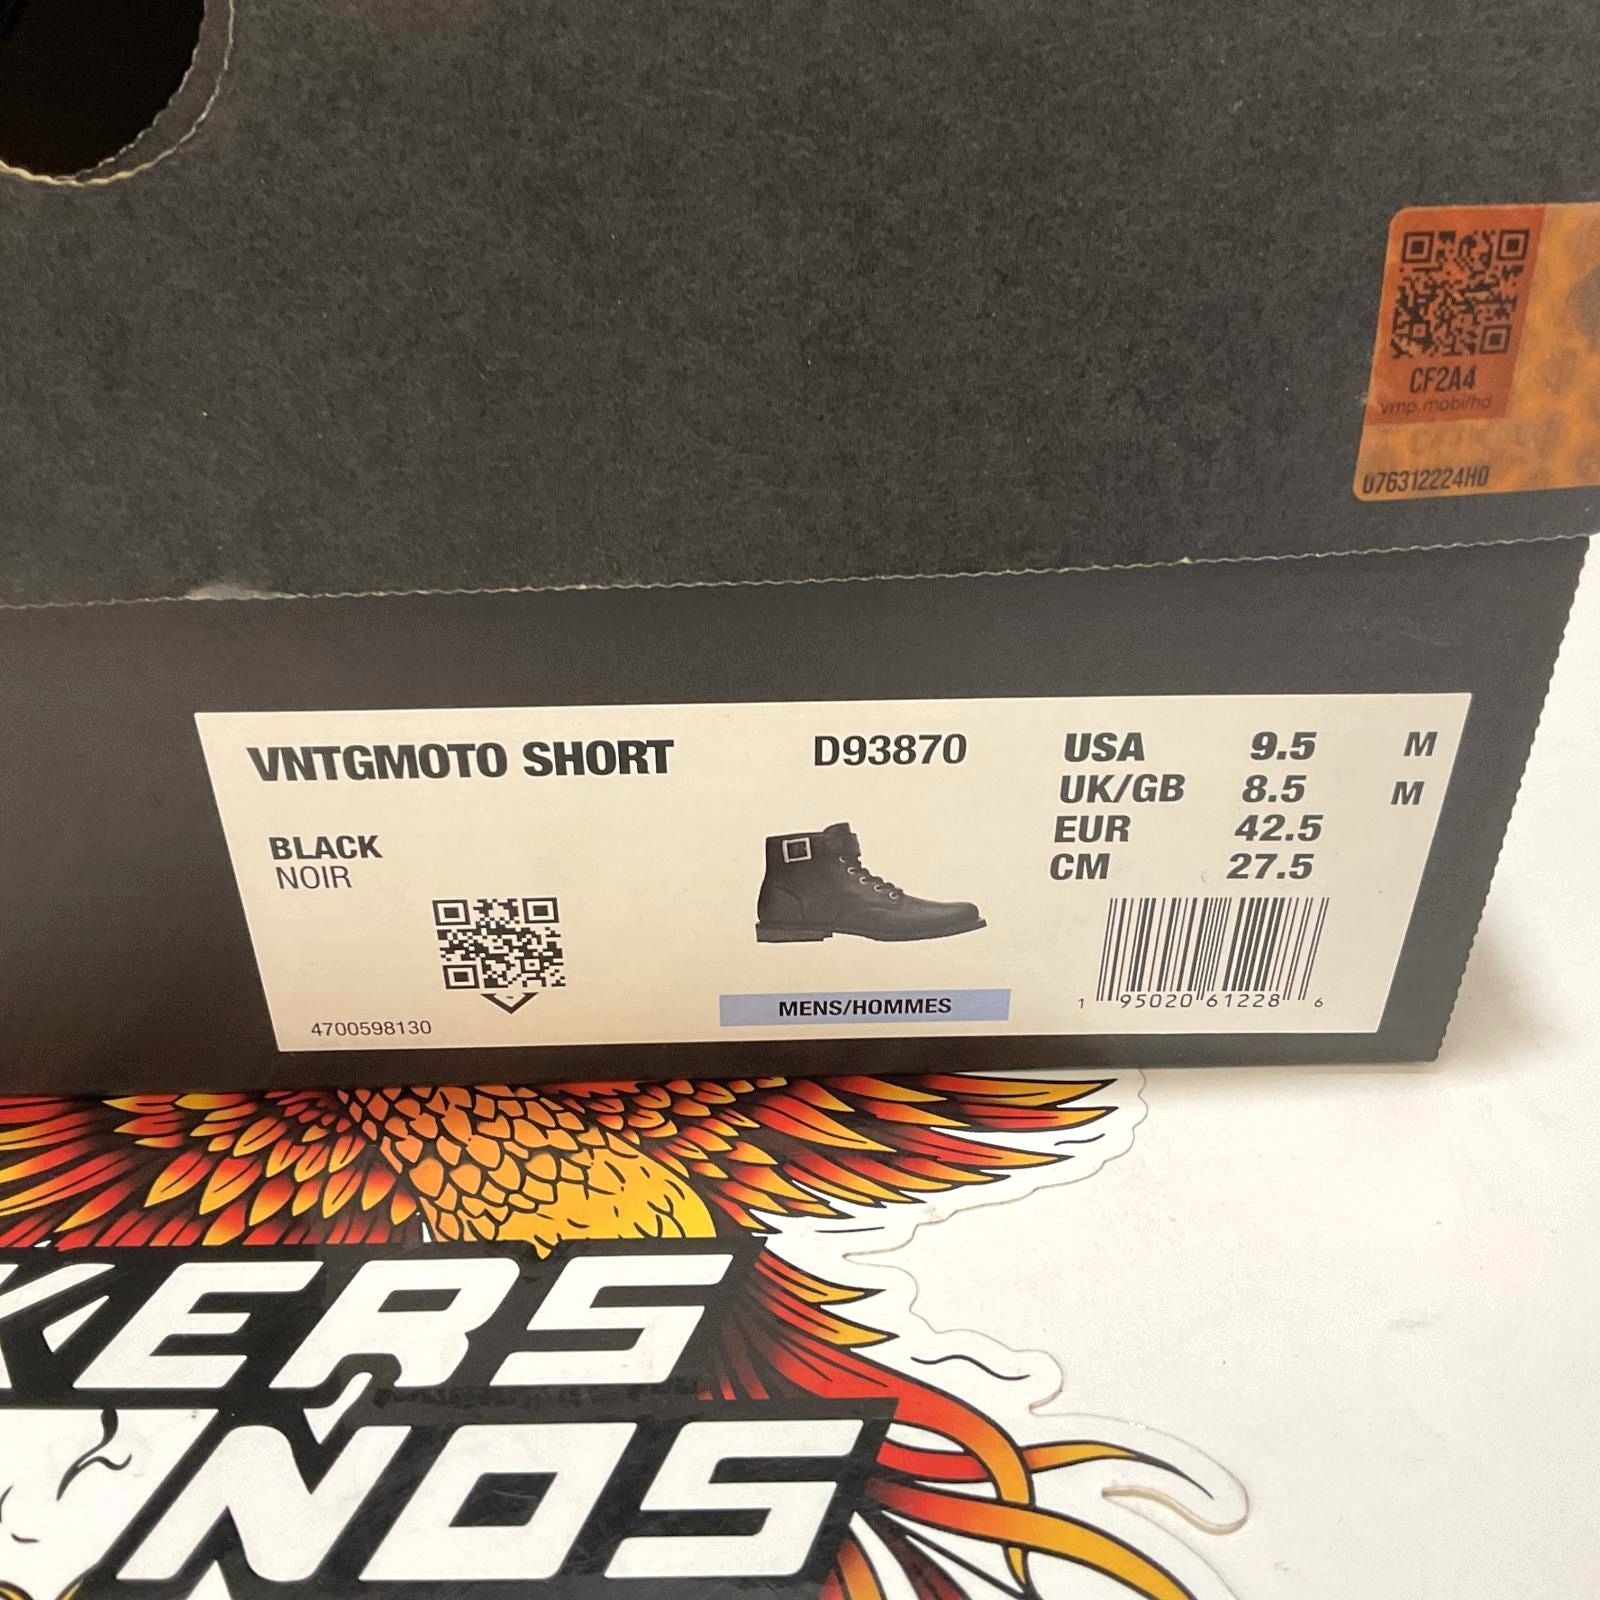 CF2A4
vmp.mobi/hd
076312224HD
VNTGMOTO SHORT
D93870
USA 9.5 M
UK/GB 8.5 M
EUR 42.5
CM 27.5
BLACK
NOIR
4700598130
MENS/HOMMES
1 95020 61228 6
KERS
NOS